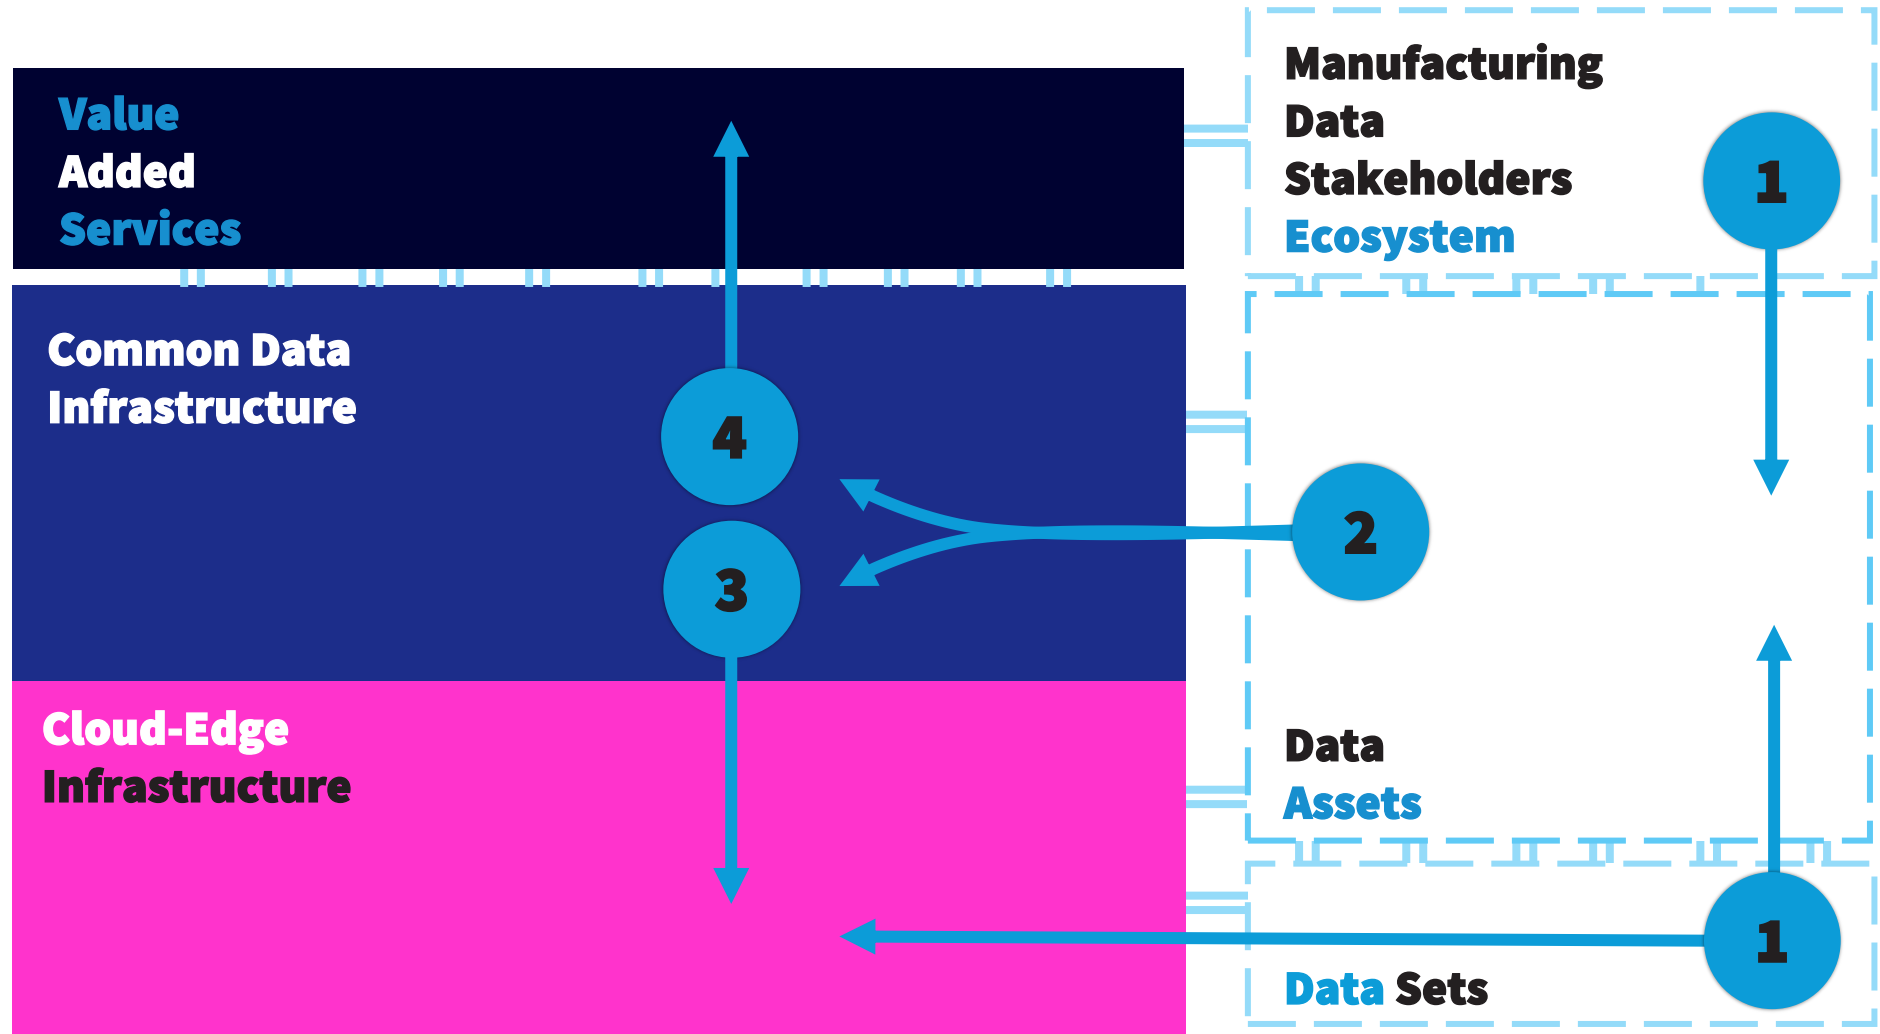 Value
Added
Services
Common Data
Infrastructure
Cloud-Edge
Infrastructure
4
3
Manufacturing
Data
Stakeholders
Ecosystem
1
2
Data
Assets
1
Data Sets